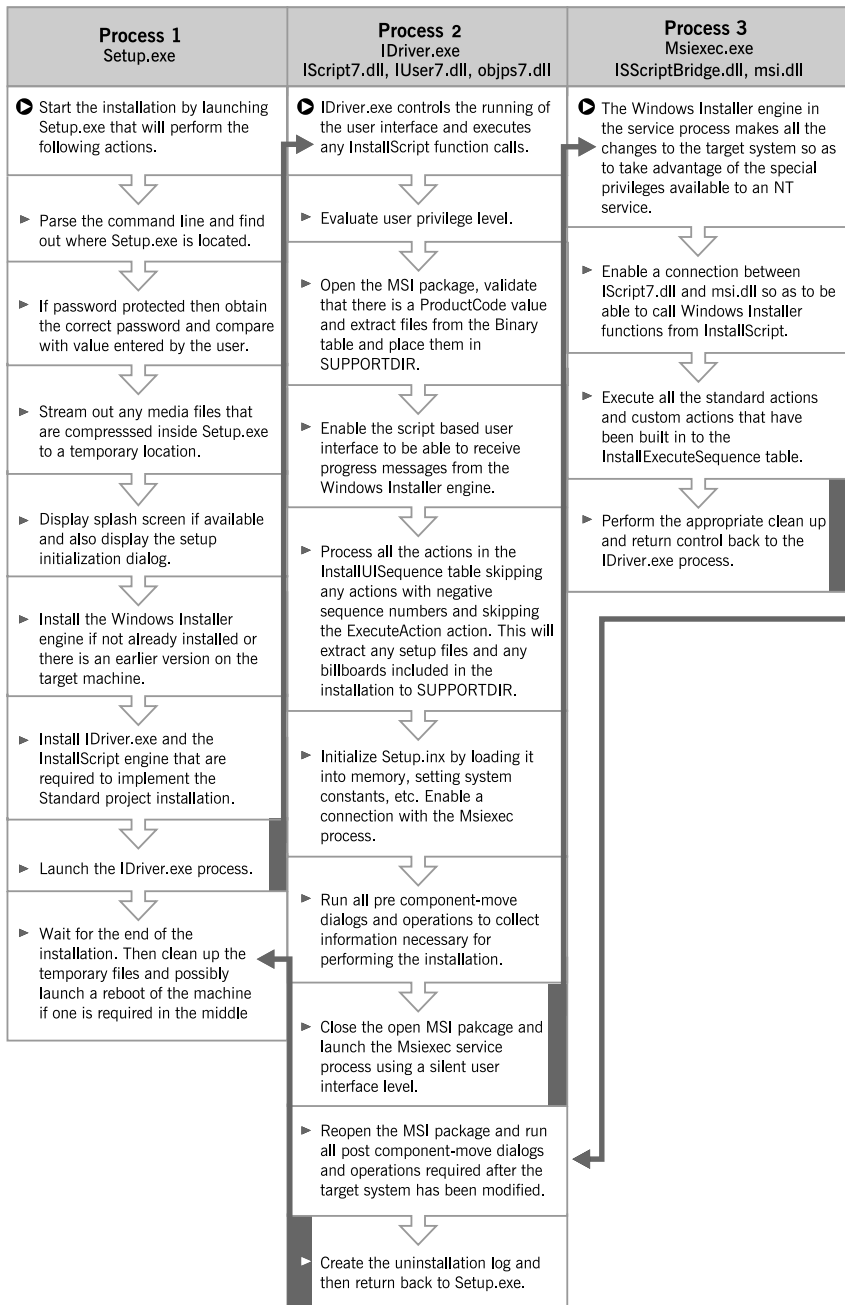 Process 1
Setup.exe
Start the installation by launching
Setup.exe that will perform the
following actions.
Parse the command line and find
out where Setup.exe is located.
If password protected then obtain
the correct password and compare
with value entered by the user.
Stream out any media files that
are compresssed inside Setup.exe
to a temporary location.
Display splash screen if available
and also display the setup
initialization dialog.
Install the Windows Installer
engine if not already installed or
there is an earlier version on the
target machine.
Install IDriver.exe and the
InstallScript engine that are
required to implement the
Standard project installation.
Launch the IDriver.exe process.
Wait for the end of the
installation. Then clean up the
temporary files and possibly
launch a reboot of the machine
if one is required in the middle
Process 2
IDriver.exe
IScript7.dll, IUser7.dll, objps7.dll
IDriver.exe controls the running of
the user interface and executes
any InstallScript function calls.
Evaluate user privilege level.
Open the MSI package, validate
that there is a ProductCode value
and extract files from the Binary
table and place them in
SUPPORTDIR.
Enable the script based user
interface to be able to receive
progress messages from the
Windows Installer engine.
Process all the actions in the
InstallUISequence table skipping
any actions with negative
sequence numbers and skipping
the ExecuteAction action. This will
extract any setup files and any
billboards included in the
installation to SUPPORTDIR.
Initialize Setup.inx by loading it
into memory, setting system
constants, etc. Enable a
connection with the Msiexec
process.
Run all pre component-move
dialogs and operations to collect
information necessary for
performing the installation.
Close the open MSI pakcage and
launch the Msiexec service
process using a silent user
interface level.
Reopen the MSI package and run
all post component-move dialogs
and operations required after the
target system has been modified.
Create the uninstallation log and
then return back to Setup.exe.
Process 3
Msiexec.exe
ISScriptBridge.dll, msi.dll
The Windows Installer engine in
the service process makes all the
changes to the target system so as
to take advantage of the special
privileges available to an NT
service.
Enable a connection between
IScript7.dll and msi.dll so as to be
able to call Windows Installer
functions from InstallScript.
Execute all the standard actions
and custom actions that have
been built in to the
InstallExecuteSequence table.
Perform the appropriate clean up
and return control back to the
IDriver.exe process.